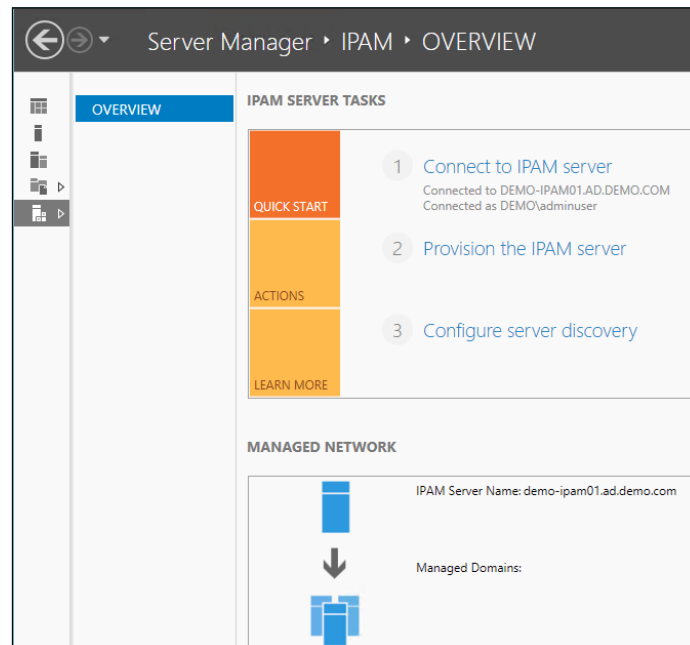 Server Manager ‣ IPAM ‣ OVERVIEW
OVERVIEW
IPAM SERVER TASKS
QUICK START
ACTIONS
LEARN MORE
1 Connect to IPAM server
Connected to DEMO-IPAM01.AD.DEMO.COM
Connected as DEMO\adminuser
2 Provision the IPAM server
3 Configure server discovery
MANAGED NETWORK
IPAM Server Name: demo-ipam01.ad.demo.com
Managed Domains: